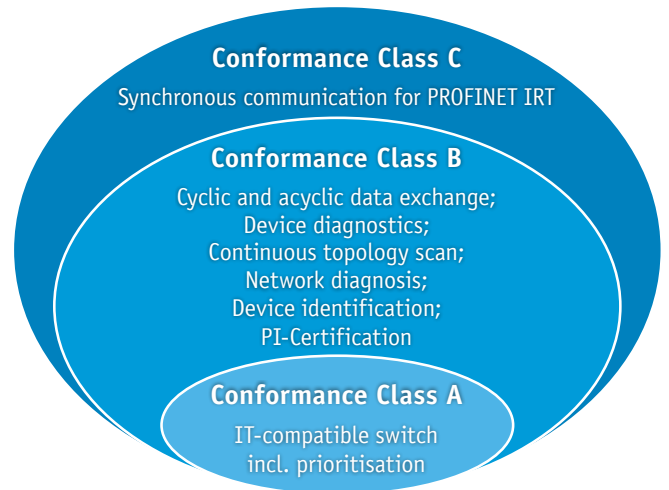 Conformance Class C
Synchronous communication for PROFINET IRT
Conformance Class B
Cyclic and acyclic data exchange;
Device diagnostics;
Continuous topology scan;
Network diagnosis;
Device identification;
PI-Certification
Conformance Class A
IT-compatible switch
incl. prioritisation